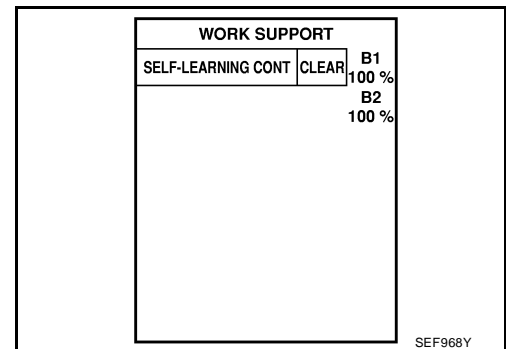 WORK SUPPORT
SELF-LEARNING CONT CLEAR B1
100 %
B2
100 %
SEF968Y